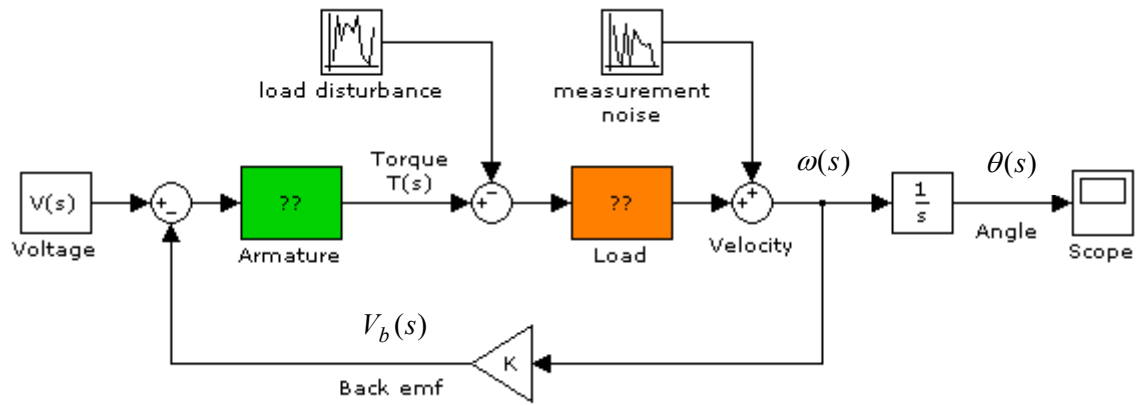 load disturbance
measurement
noise
Torque
T(s)
ω(s)
θ(s)
V(s)
+
−
??
−
+
??
+
+
1
s
Voltage
Armature
Load
Velocity
Angle
Scope
V_b(s)
K
Back emf